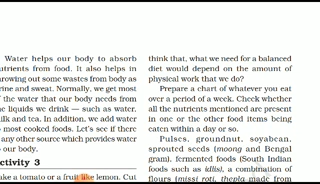 Water helps our body to absorb
nutrients from food. It also helps in
throwing out some wastes from body as
urine and sweat. Normally, we get most
of the water that our body needs from
the liquids we drink — such as water,
milk and tea. In addition, we add water
to most cooked foods. Let's see if there
any other source which provides water
our body.
ctivity 3
ake a tomato or a fruit like lemon. Cut
think that, what we need for a balanced
diet would depend on the amount of
physical work that we do?
Prepare a chart of whatever you eat
over a period of a week. Check whether
all the nutrients mentioned are present
in one or the other food items being
eaten within a day or so.
Pulses, groundnut, soyabean,
sprouted seeds (moong and Bengal
gram), fermented foods (South Indian
foods such as idlis), a combination of
flours (missi roti, thepla made from